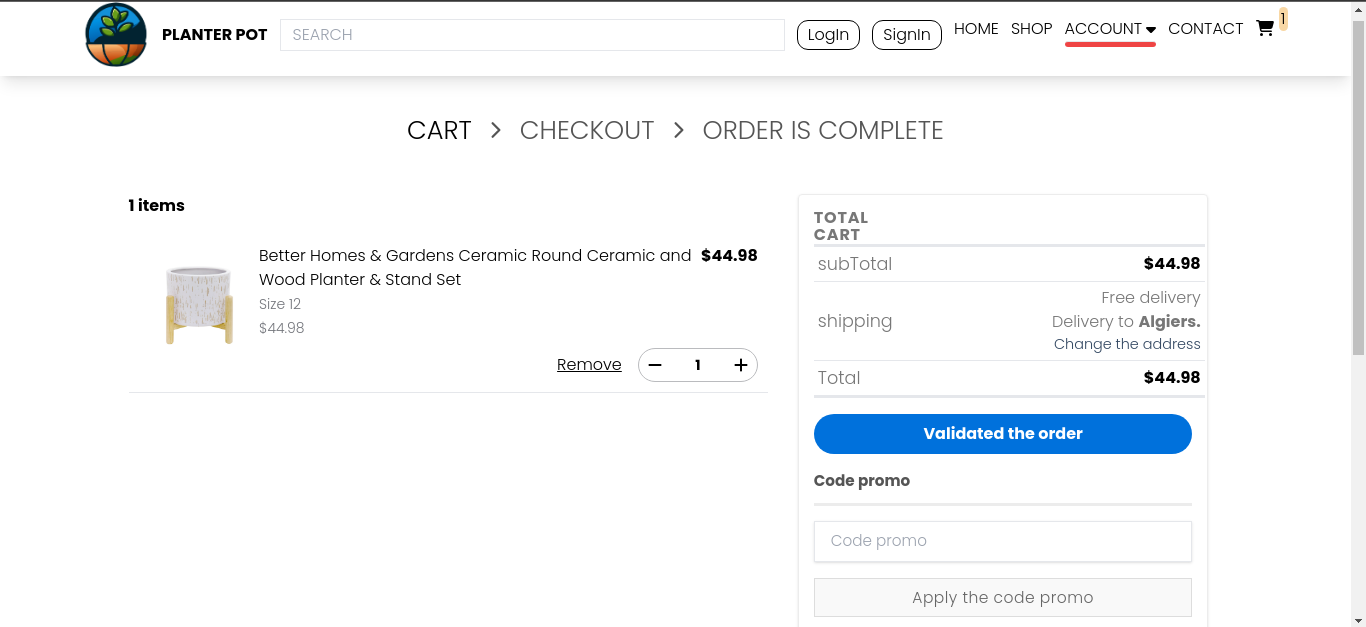 PLANTER POT
SEARCH
LogIn
SignIn
HOME
SHOP
ACCOUNT
CONTACT
1
CART
CHECKOUT
ORDER IS COMPLETE
1 items
Better Homes & Gardens Ceramic Round Ceramic and $44.98
Wood Planter & Stand Set
Size 12
$44.98
Remove
1
TOTAL
CART
subTotal $44.98
Free delivery
shipping Delivery to Algiers.
Change the address
Total $44.98
Validated the order
Code promo
Code promo
Apply the code promo